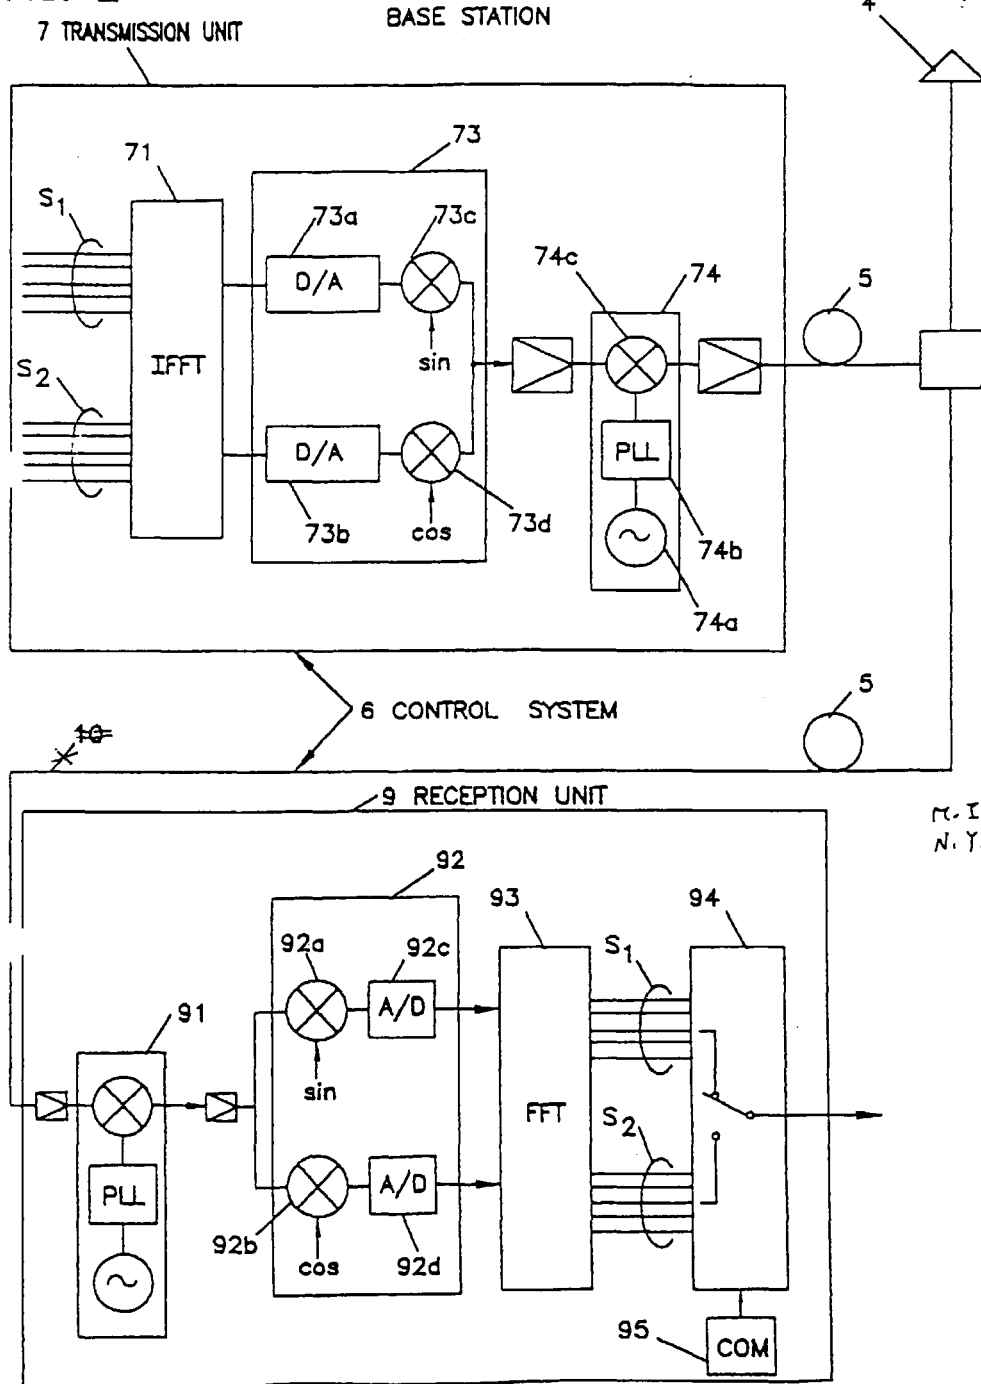 BASE STATION
7 TRANSMISSION UNIT
4
71
73
S1
73a
73c
74c
74
5
D/A
sin
IFFT
S2
D/A
PLL
73b
cos
73d
74b
74a
6 CONTROL SYSTEM
5
10
9 RECEPTION UNIT
92
93
94
92a
92c
S1
91
A/D
sin
FFT
S2
PLL
A/D
92b
cos
92d
95
COM